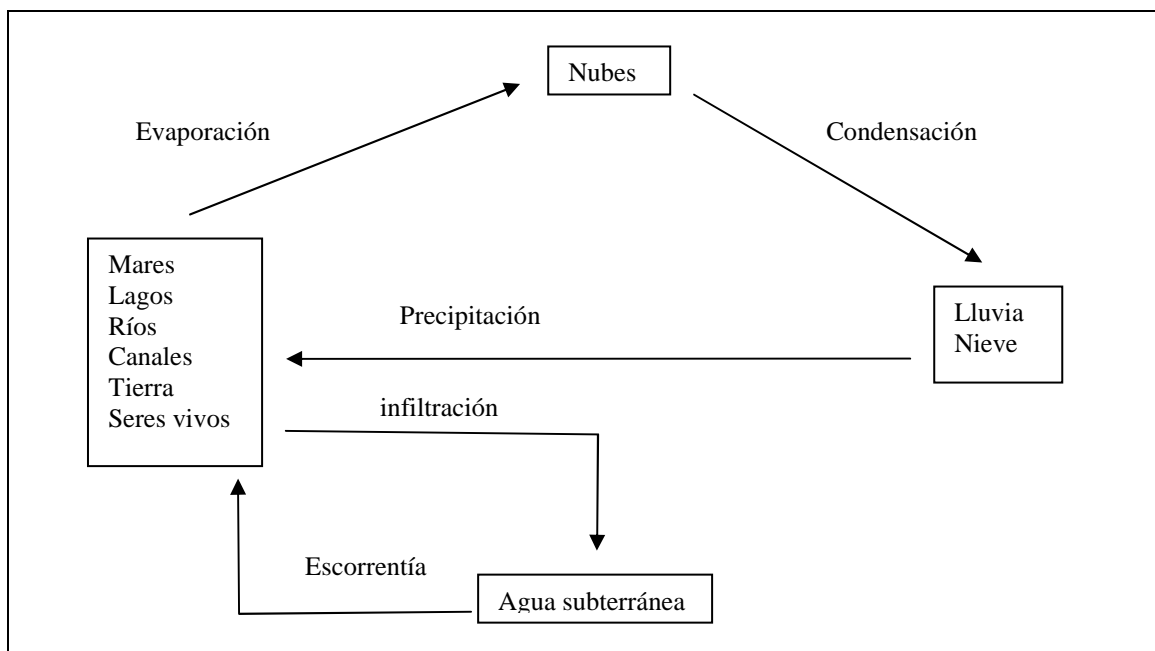 Nubes
Evaporación
Condensación
Mares
Lagos
Ríos
Canales
Tierra
Seres vivos
Precipitación
Lluvia
Nieve
infiltración
Escorrentía
Agua subterránea